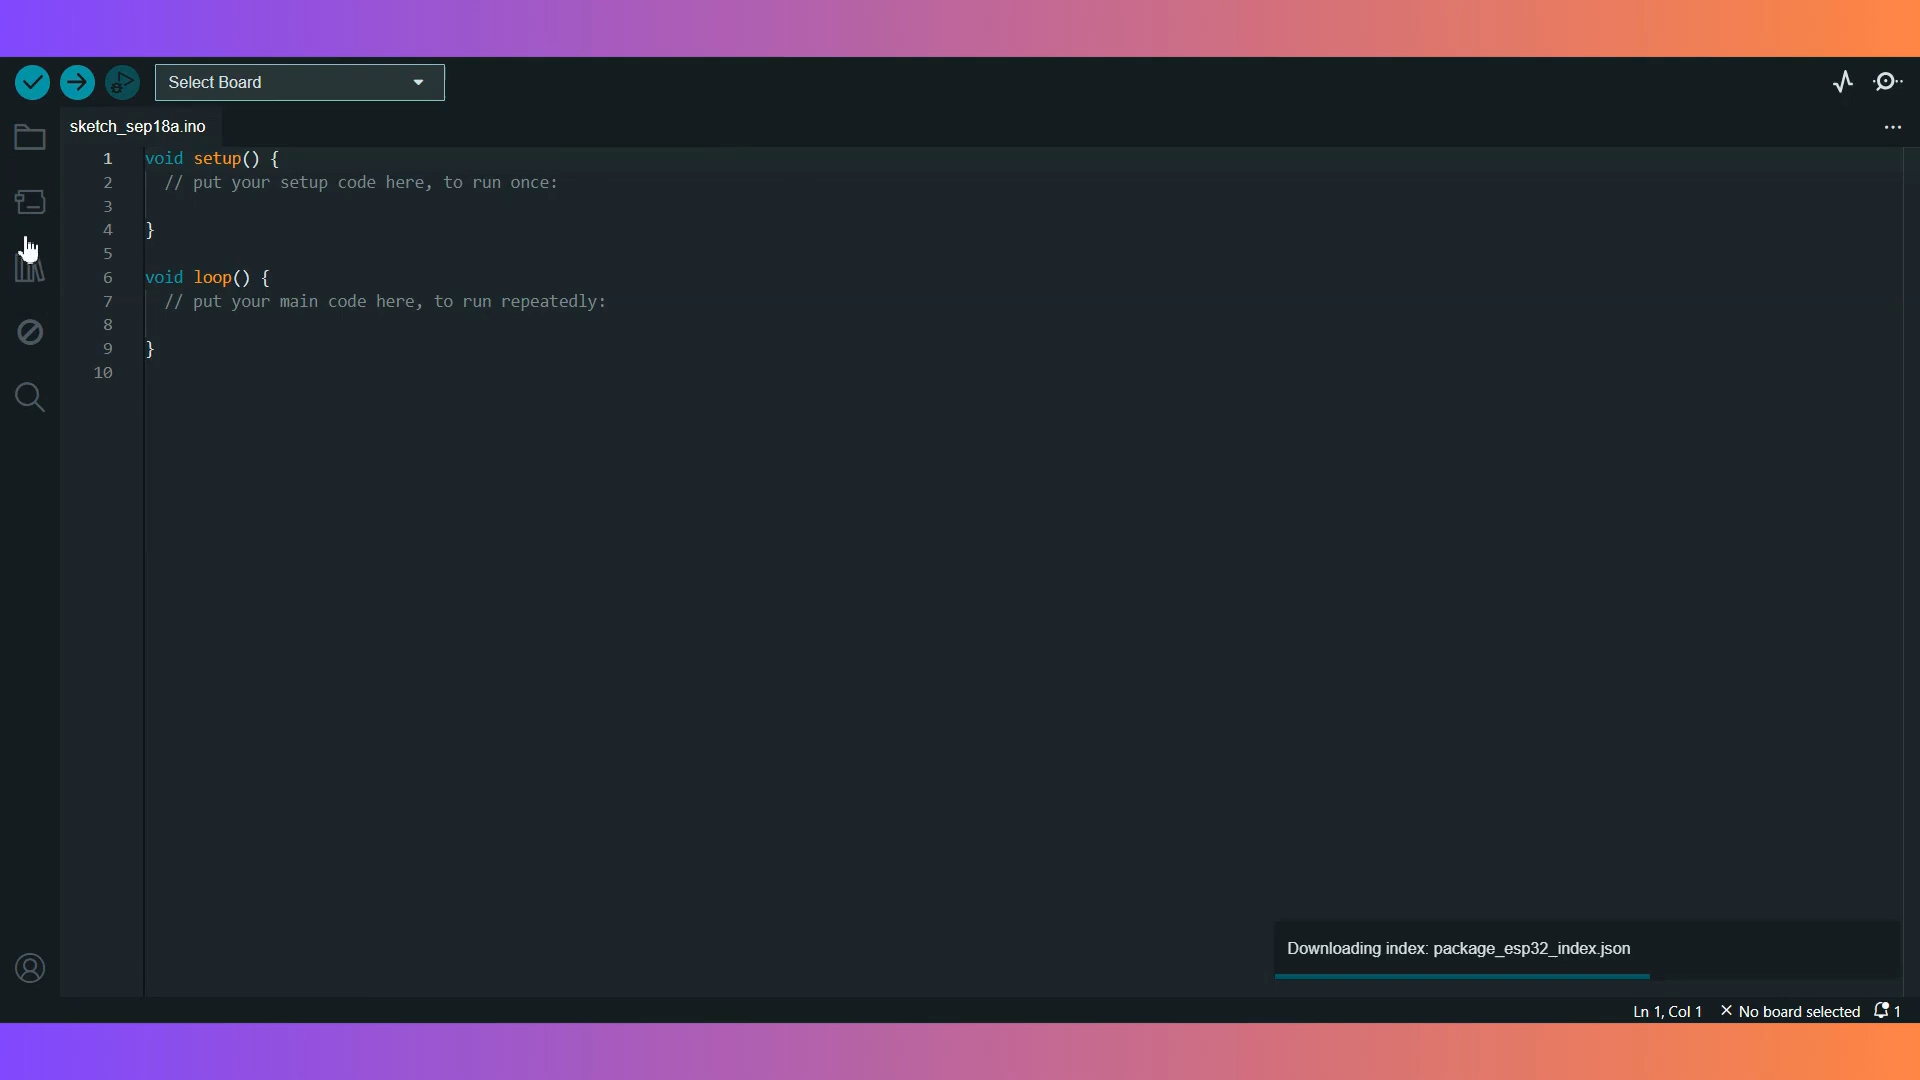 Select Board
sketch_sep18a.ino
...
1 void setup() {
2 // put your setup code here, to run once:
3
4 }
5
6 void loop() {
7 // put your main code here, to run repeatedly:
8
9 }
10
Downloading index: package_esp32_index.json
Ln 1, Col 1 × No board selected 1